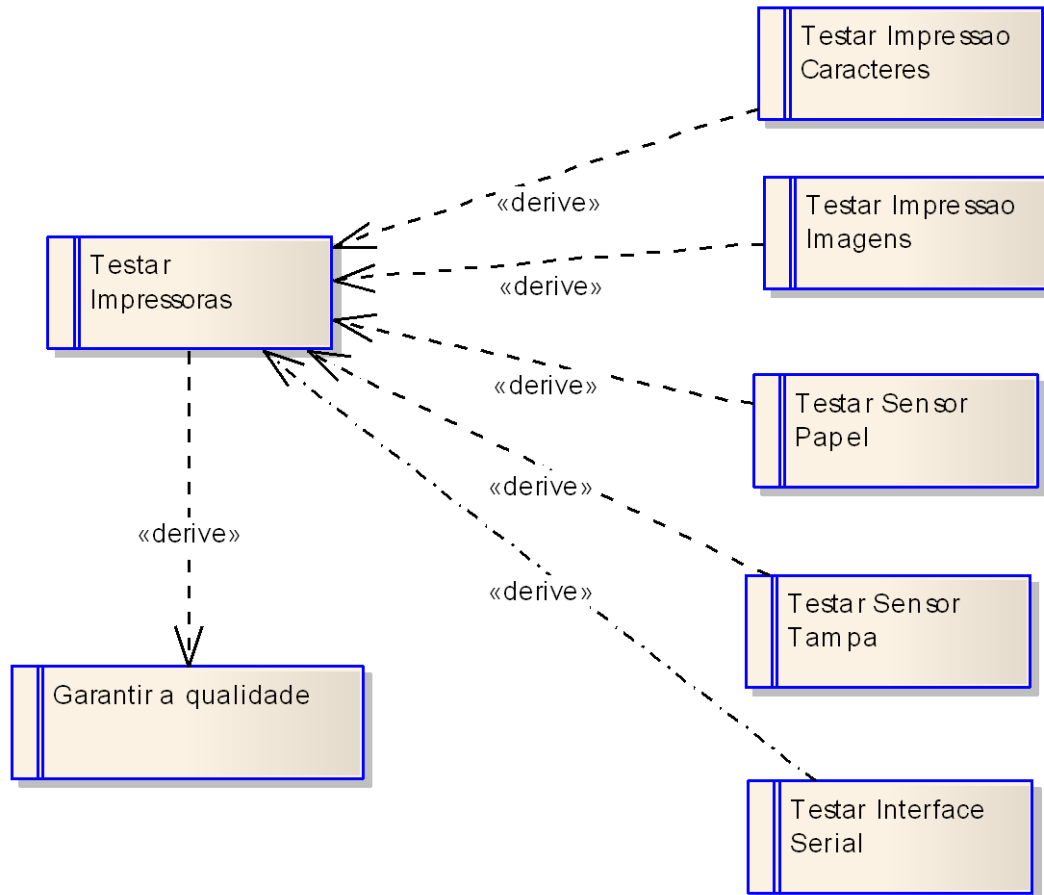 Testar Impressao
Caracteres
«derive»
Testar Impressao
Imagens
«derive»
Testar
Impressoras
«derive»
Testar Sensor
Papel
«derive»
«derive»
Testar Sensor
Tampa
«derive»
Garantir a qualidade
Testar Interface
Serial